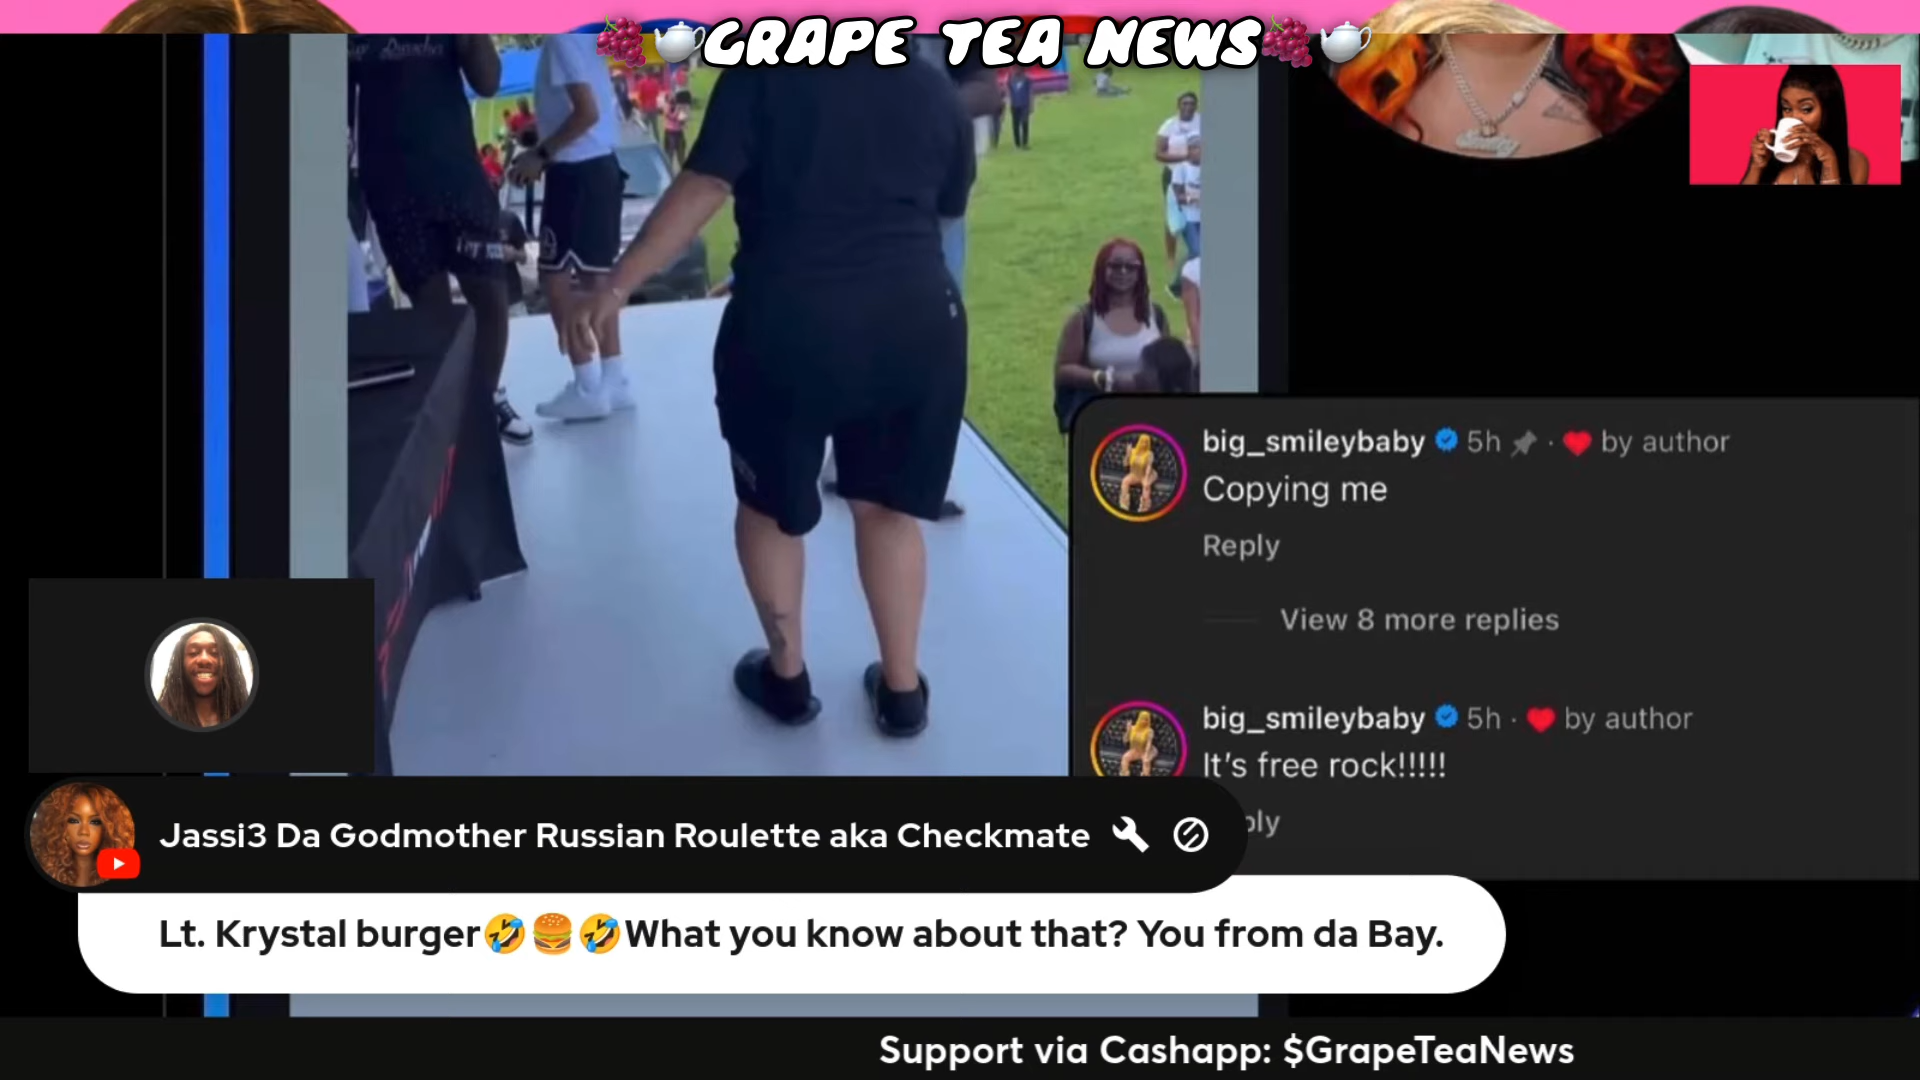 GRAPE TEA NEWS
big_smileybaby 5h · by author
Copying me
Reply
View 8 more replies
big_smileybaby 5h · by author
It's free rock!!!!!
Jassi3 Da Godmother Russian Roulette aka Checkmate
Lt. Krystal burger🤣🍔🤣What you know about that? You from da Bay.
Support via Cashapp: $GrapeTeaNews